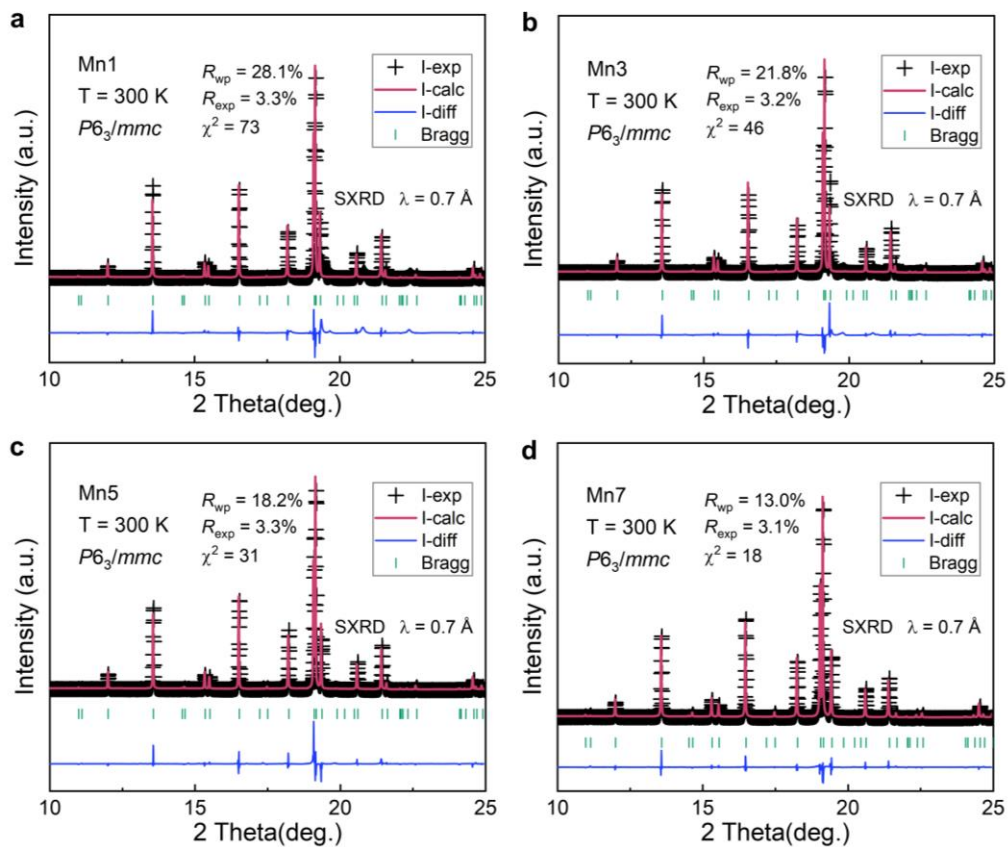 a
Mn1
T = 300 K
P6₃/mmc
R_wp = 28.1%
R_exp = 3.3%
χ² = 73
I-exp
I-calc
I-diff
Bragg
SXRD λ = 0.7 Å
Intensity (a.u.)
10 15 20 25
2 Theta(deg.)
b
Mn3
T = 300 K
P6₃/mmc
R_wp = 21.8%
R_exp = 3.2%
χ² = 46
I-exp
I-calc
I-diff
Bragg
SXRD λ = 0.7 Å
Intensity (a.u.)
10 15 20 25
2 Theta(deg.)
c
Mn5
T = 300 K
P6₃/mmc
R_wp = 18.2%
R_exp = 3.3%
χ² = 31
I-exp
I-calc
I-diff
Bragg
SXRD λ = 0.7 Å
Intensity (a.u.)
10 15 20 25
2 Theta(deg.)
d
Mn7
T = 300 K
P6₃/mmc
R_wp = 13.0%
R_exp = 3.1%
χ² = 18
I-exp
I-calc
I-diff
Bragg
SXRD λ = 0.7 Å
Intensity (a.u.)
10 15 20 25
2 Theta(deg.)